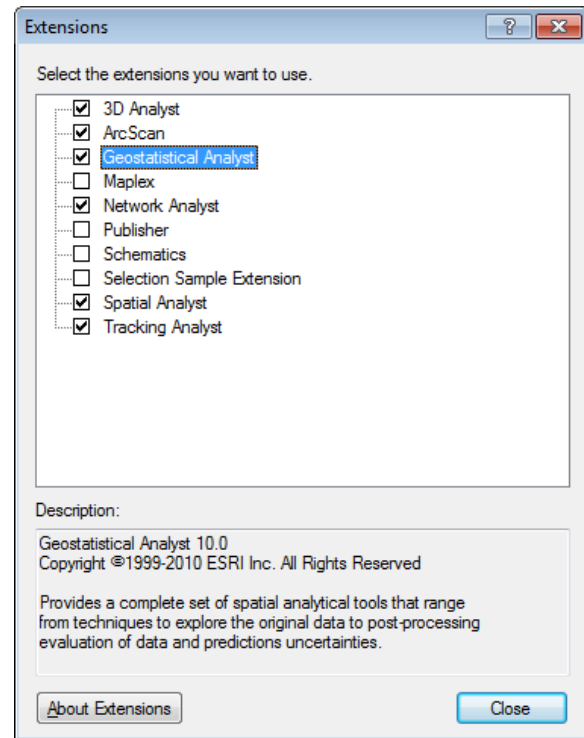 Extensions
Select the extensions you want to use.
3D Analyst
ArcScan
Geostatistical Analyst
Maplex
Network Analyst
Publisher
Schematics
Selection Sample Extension
Spatial Analyst
Tracking Analyst
Description:
Geostatistical Analyst 10.0
Copyright ©1999-2010 ESRI Inc. All Rights Reserved
Provides a complete set of spatial analytical tools that range
from techniques to explore the original data to post-processing
evaluation of data and predictions uncertainties.
About Extensions
Close